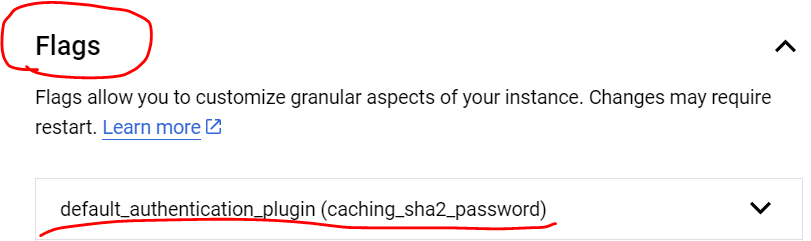 Flags
Flags allow you to customize granular aspects of your instance. Changes may require
restart. Learn more
default_authentication_plugin (caching_sha2_password)